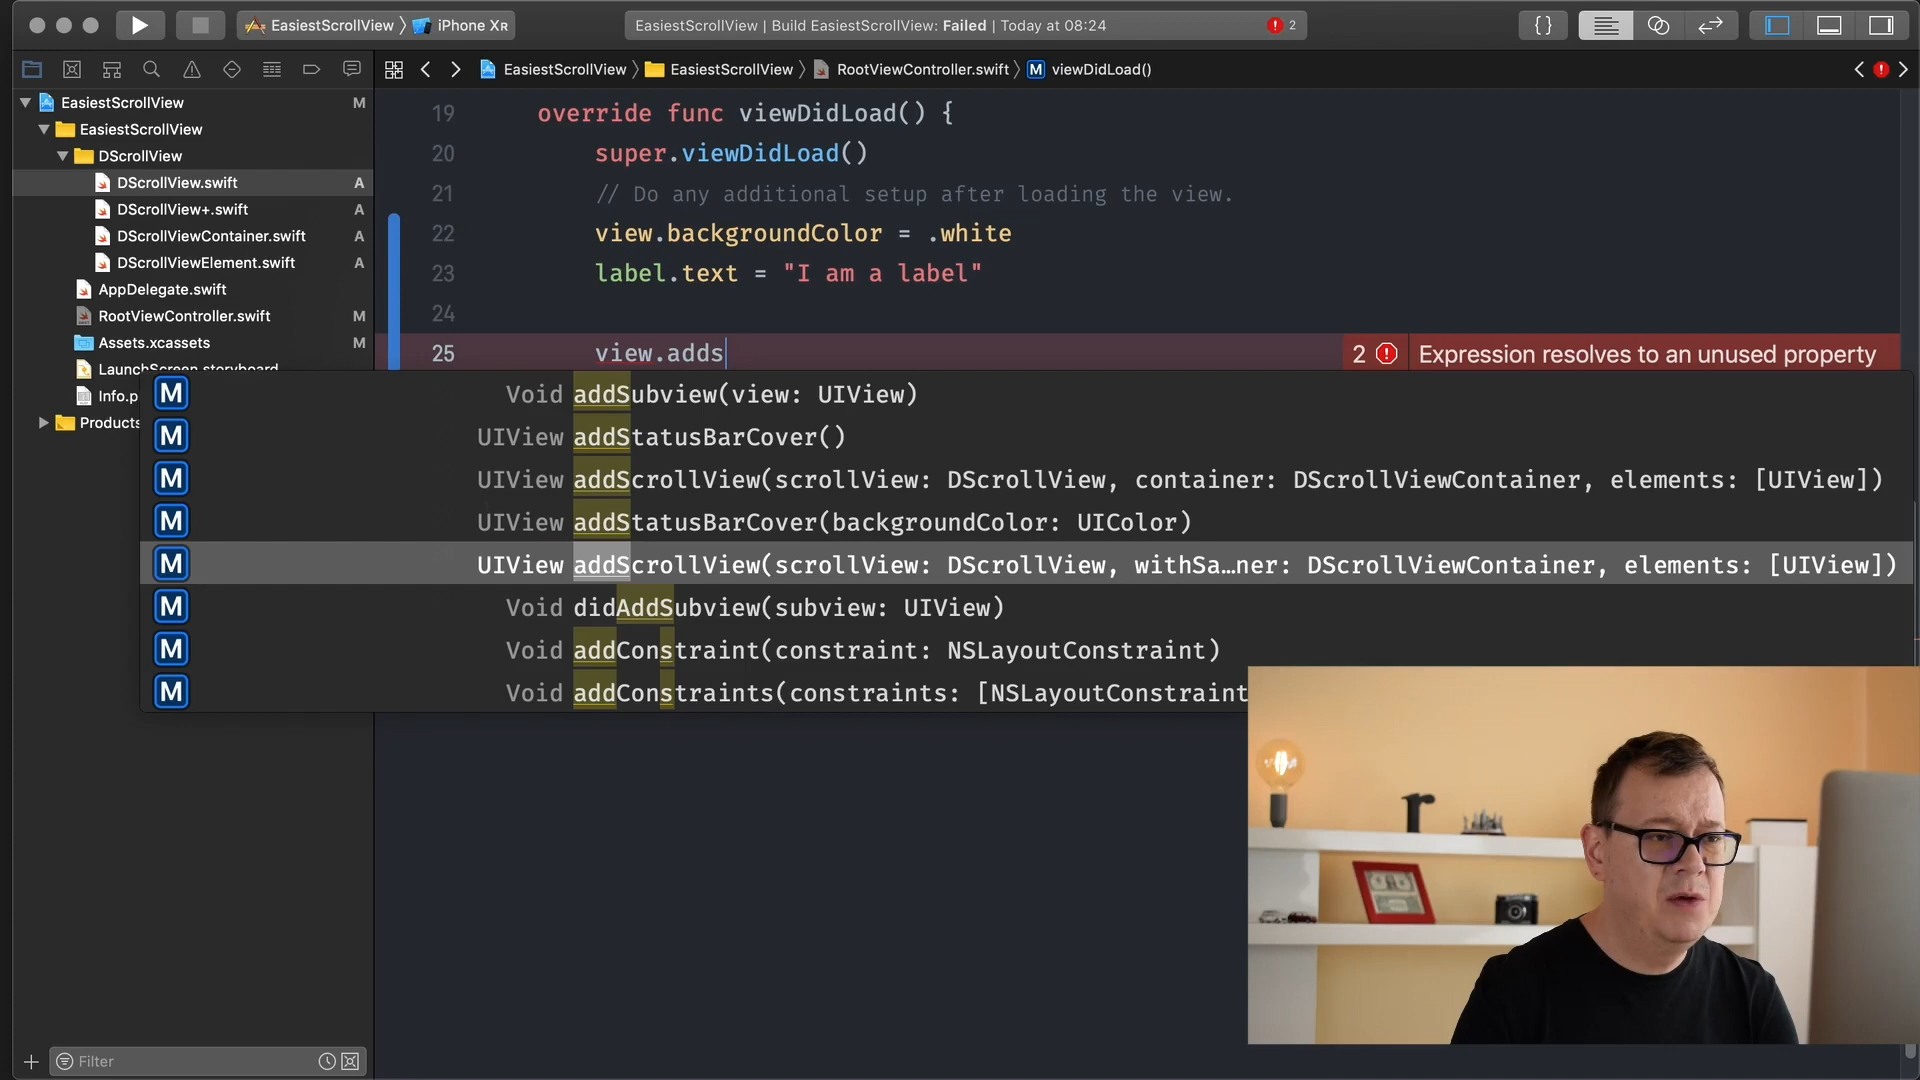 EasiestScrollView 〉 iPhone Xʀ
EasiestScrollView | Build EasiestScrollView: Failed | Today at 08:24
2
EasiestScrollView 〉 EasiestScrollView 〉 RootViewController.swift 〉 M viewDidLoad()
EasiestScrollView M
EasiestScrollView
DScrollView
DScrollView.swift A
DScrollView+.swift A
DScrollViewContainer.swift A
DScrollViewElement.swift A
AppDelegate.swift
RootViewController.swift M
Assets.xcassets M
LaunchScreen.storyboard
Info.p
Products
19 override func viewDidLoad() {
20 super.viewDidLoad()
21 // Do any additional setup after loading the view.
22 view.backgroundColor = .white
23 label.text = "I am a label"
24
25 view.adds
2 Expression resolves to an unused property
M Void addSubview(view: UIView)
M UIView addStatusBarCover()
M UIView addScrollView(scrollView: DScrollView, container: DScrollViewContainer, elements: [UIView])
M UIView addStatusBarCover(backgroundColor: UIColor)
M UIView addScrollView(scrollView: DScrollView, withSa…ner: DScrollViewContainer, elements: [UIView])
M Void didAddSubview(subview: UIView)
M Void addConstraint(constraint: NSLayoutConstraint)
M Void addConstraints(constraints: [NSLayoutConstraint
Filter